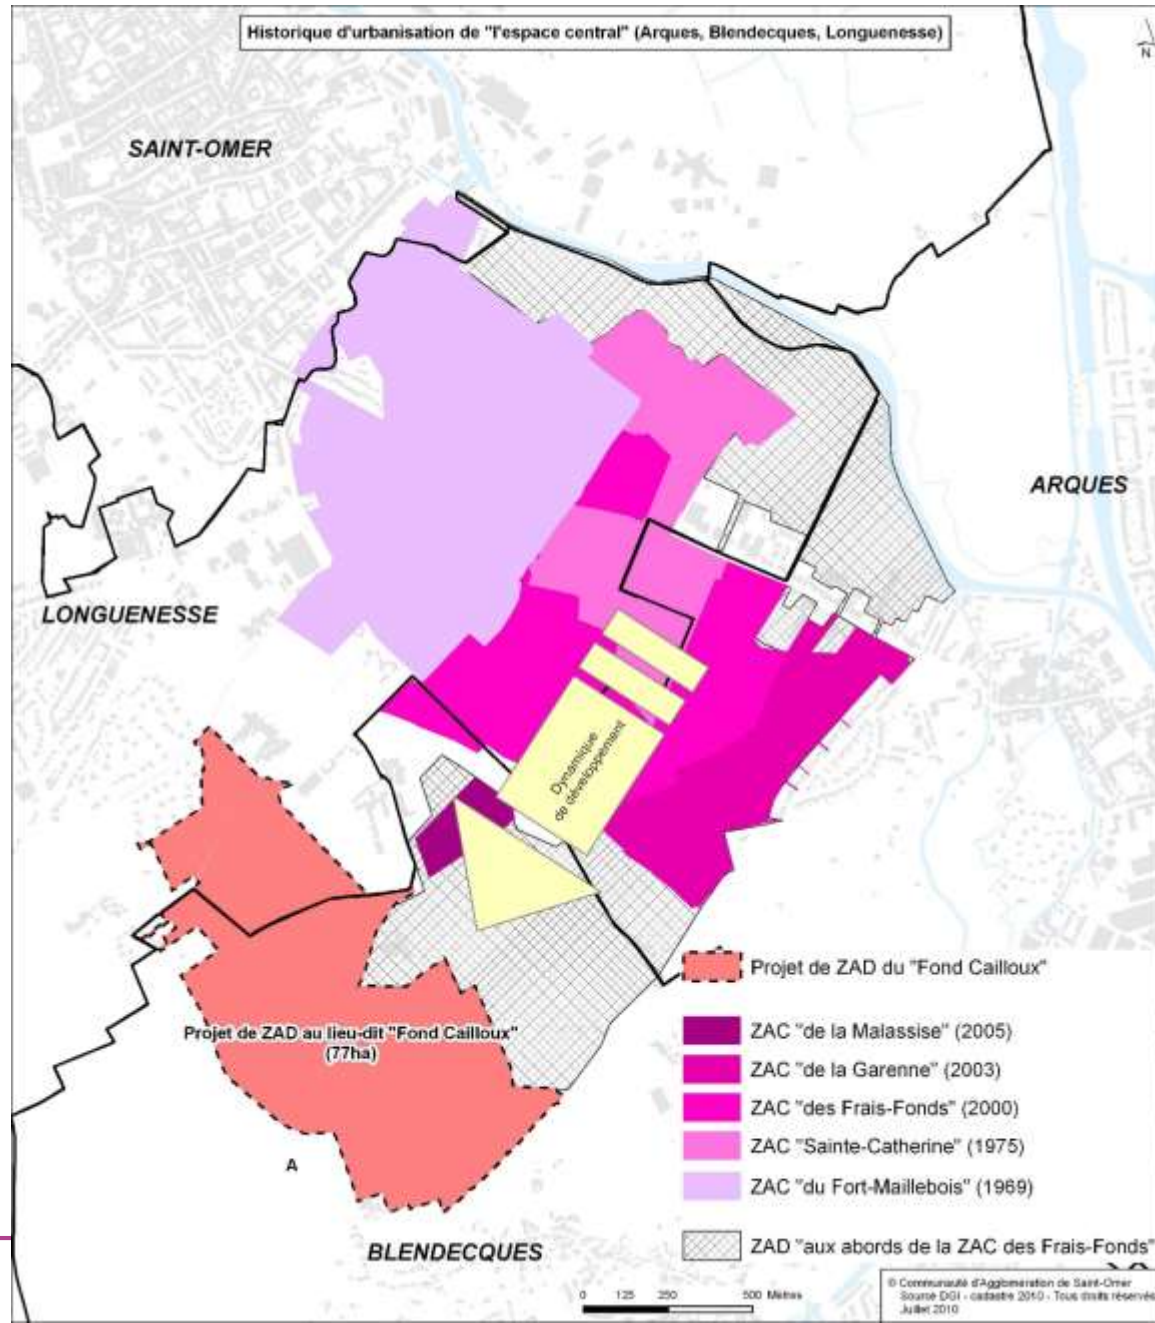 Historique d'urbanisation de "l'espace central" (Arques, Blendecques, Longuenesse)
N
SAINT-OMER
ARQUES
LONGUENESSE
Dynamique
de développement
Projet de ZAD du "Fond Cailloux"
Projet de ZAD au lieu-dit "Fond Cailloux"
(77ha)
ZAC "de la Malassise" (2005)
ZAC "de la Garenne" (2003)
ZAC "des Frais-Fonds" (2000)
ZAC "Sainte-Catherine" (1975)
A
ZAC "du Fort-Maillebois" (1969)
BLENDECQUES
ZAD "aux abords de la ZAC des Frais-Fonds"
0 125 250 500 Mètres
© Communauté d'Agglomération de Saint-Omer
Source DGI - cadastre 2010 - Tous droits réservés
Juillet 2010